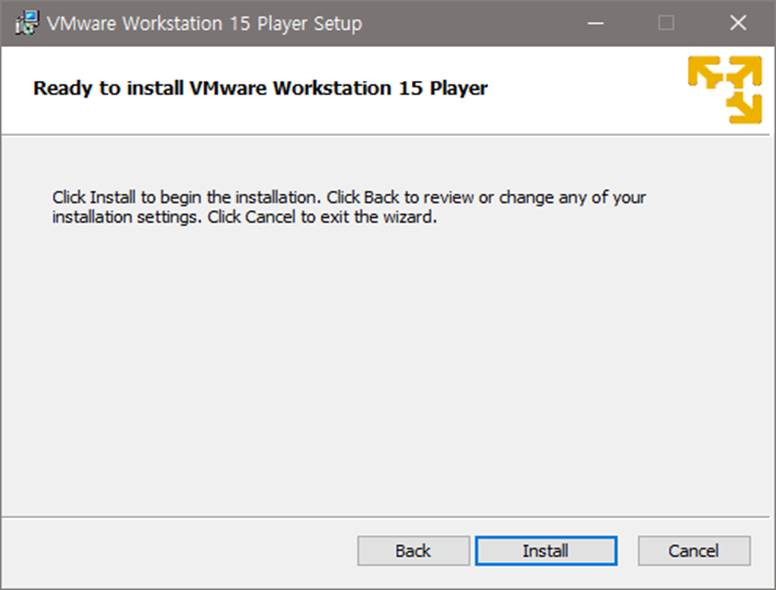 VMware Workstation 15 Player Setup
Ready to install VMware Workstation 15 Player
Click Install to begin the installation. Click Back to review or change any of your
installation settings. Click Cancel to exit the wizard.
Back
Install
Cancel